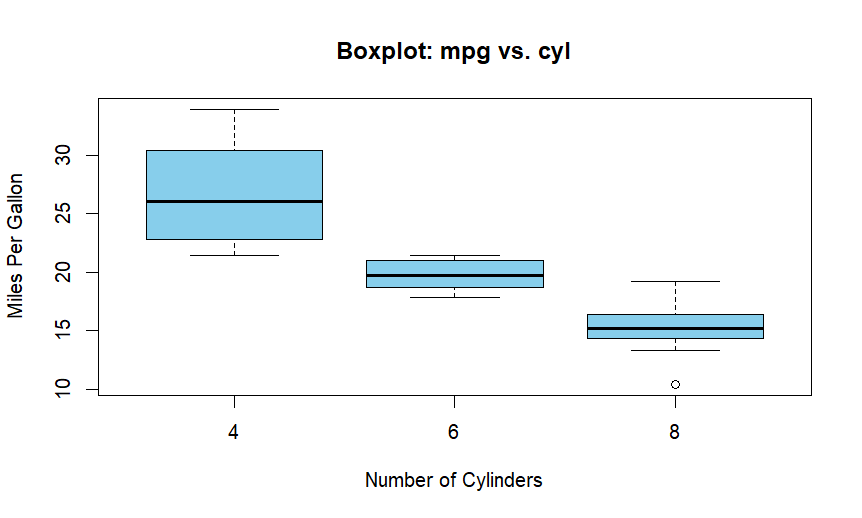 Boxplot: mpg vs. cyl
Miles Per Gallon
30
25
20
15
10
4 6 8
Number of Cylinders